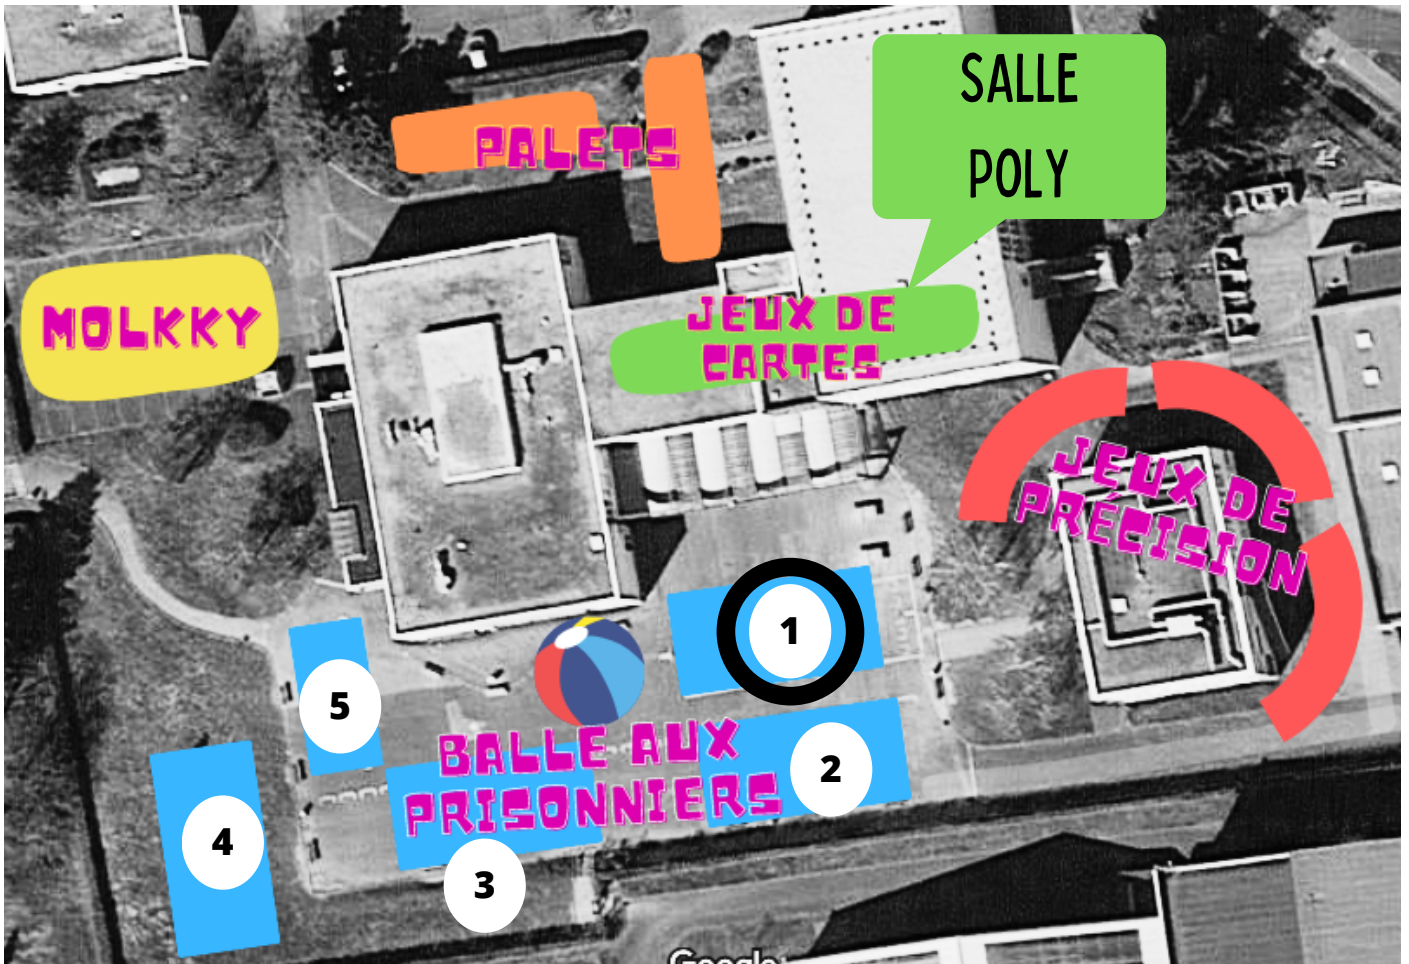 SALLE
POLY
PALETS
MOLKKY
JEUX DE
CARTES
JEUX DE
PRÉCISION
1
5
BALLE AUX
PRISONNIERS
2
4
3
Google